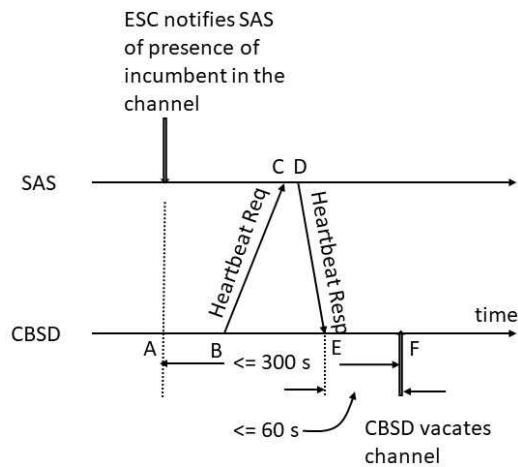 ESC notifies SAS
of presence of
incumbent in the
channel
C D
SAS
Heartbeat Req
Heartbeat Resp
time
CBSD
A
B
E
F
<= 300 s
<= 60 s
CBSD vacates
channel